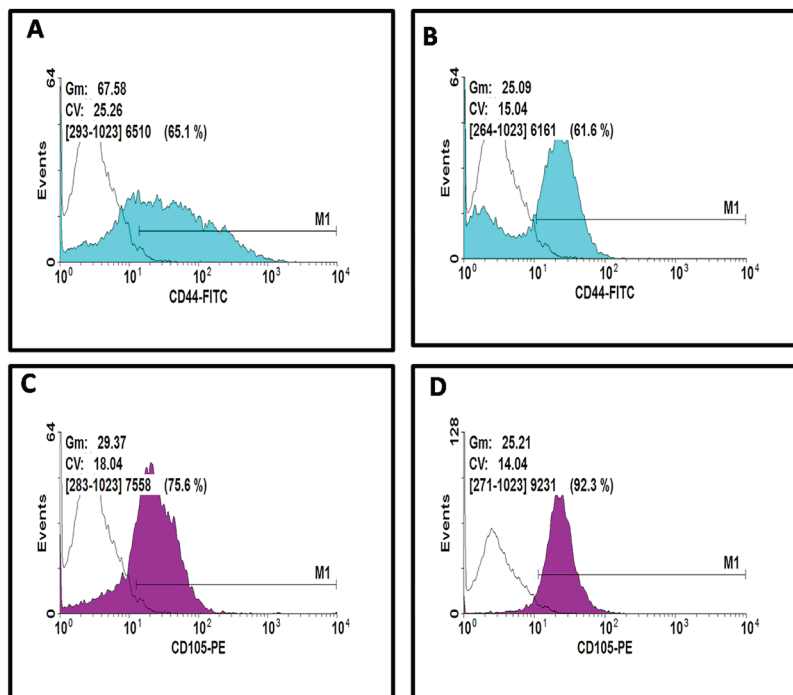 A
64
Gm: 67.58
CV: 25.26
[293-1023] 6510 (65.1 %)
Events
M1
0
10^0 10^1 10^2 10^3 10^4
CD44-FITC
B
64
Gm: 25.09
CV: 15.04
[264-1023] 6161 (61.6 %)
Events
M1
0
10^0 10^1 10^2 10^3 10^4
CD44-FITC
C
64
Gm: 29.37
CV: 18.04
[283-1023] 7558 (75.6 %)
Events
M1
0
10^0 10^1 10^2 10^3 10^4
CD105-PE
D
128
Gm: 25.21
CV: 14.04
[271-1023] 9231 (92.3 %)
Events
M1
0
10^0 10^1 10^2 10^3 10^4
CD105-PE